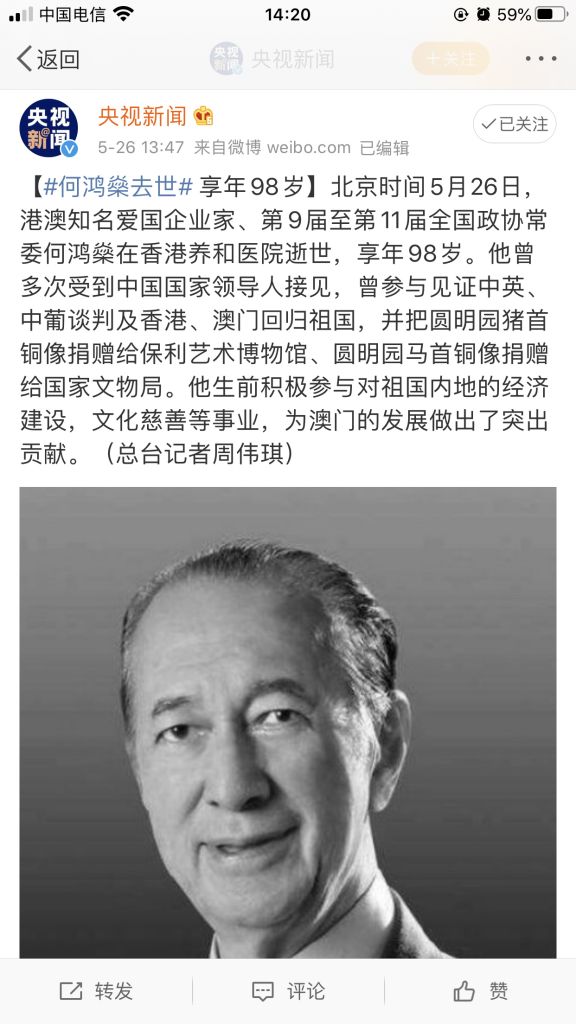 中国电信 14:20 59%
返回 央视新闻 +关注
央视新闻 央视新闻 已关注
5-26 13:47 来自微博 weibo.com 已编辑
【#何鸿燊去世# 享年98岁】北京时间5月26日，
港澳知名爱国企业家、第9届至第11届全国政协常
委何鸿燊在香港养和医院逝世，享年98岁。他曾
多次受到中国国家领导人接见，曾参与见证中英、
中葡谈判及香港、澳门回归祖国，并把圆明园猪首
铜像捐赠给保利艺术博物馆、圆明园马首铜像捐赠
给国家文物局。他生前积极参与对祖国内地的经济
建设，文化慈善等事业，为澳门的发展做出了突出
贡献。（总台记者周伟琪）
转发 评论 赞